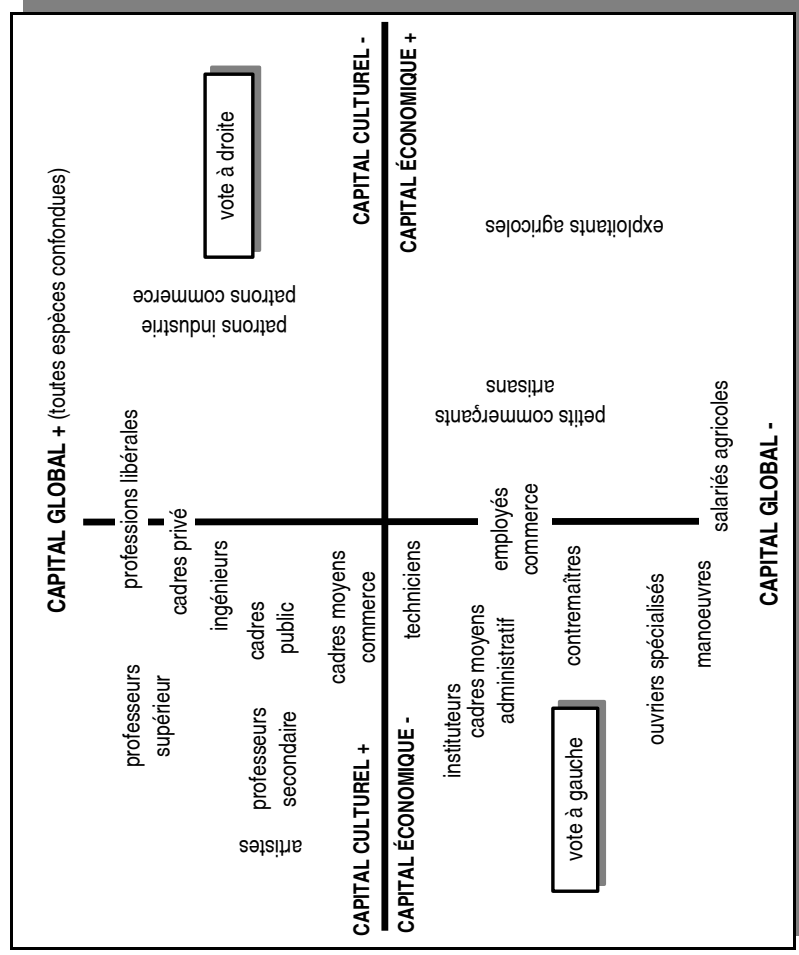 CAPITAL GLOBAL + (toutes espèces confondues)
vote à droite
patrons commerce
patrons industrie
professions libérales
cadres privé
ingénieurs
cadres
public
cadres moyens
commerce
professeurs
supérieur
professeurs
secondaire
artistes
CAPITAL CULTUREL +
CAPITAL ÉCONOMIQUE -
CAPITAL CULTUREL -
CAPITAL ÉCONOMIQUE +
exploitants agricoles
artisans
petits commerçants
techniciens
employés
commerce
instituteurs
cadres moyens
administratif
contremaîtres
vote à gauche
ouvriers spécialisés
manoeuvres
salariés agricoles
CAPITAL GLOBAL -